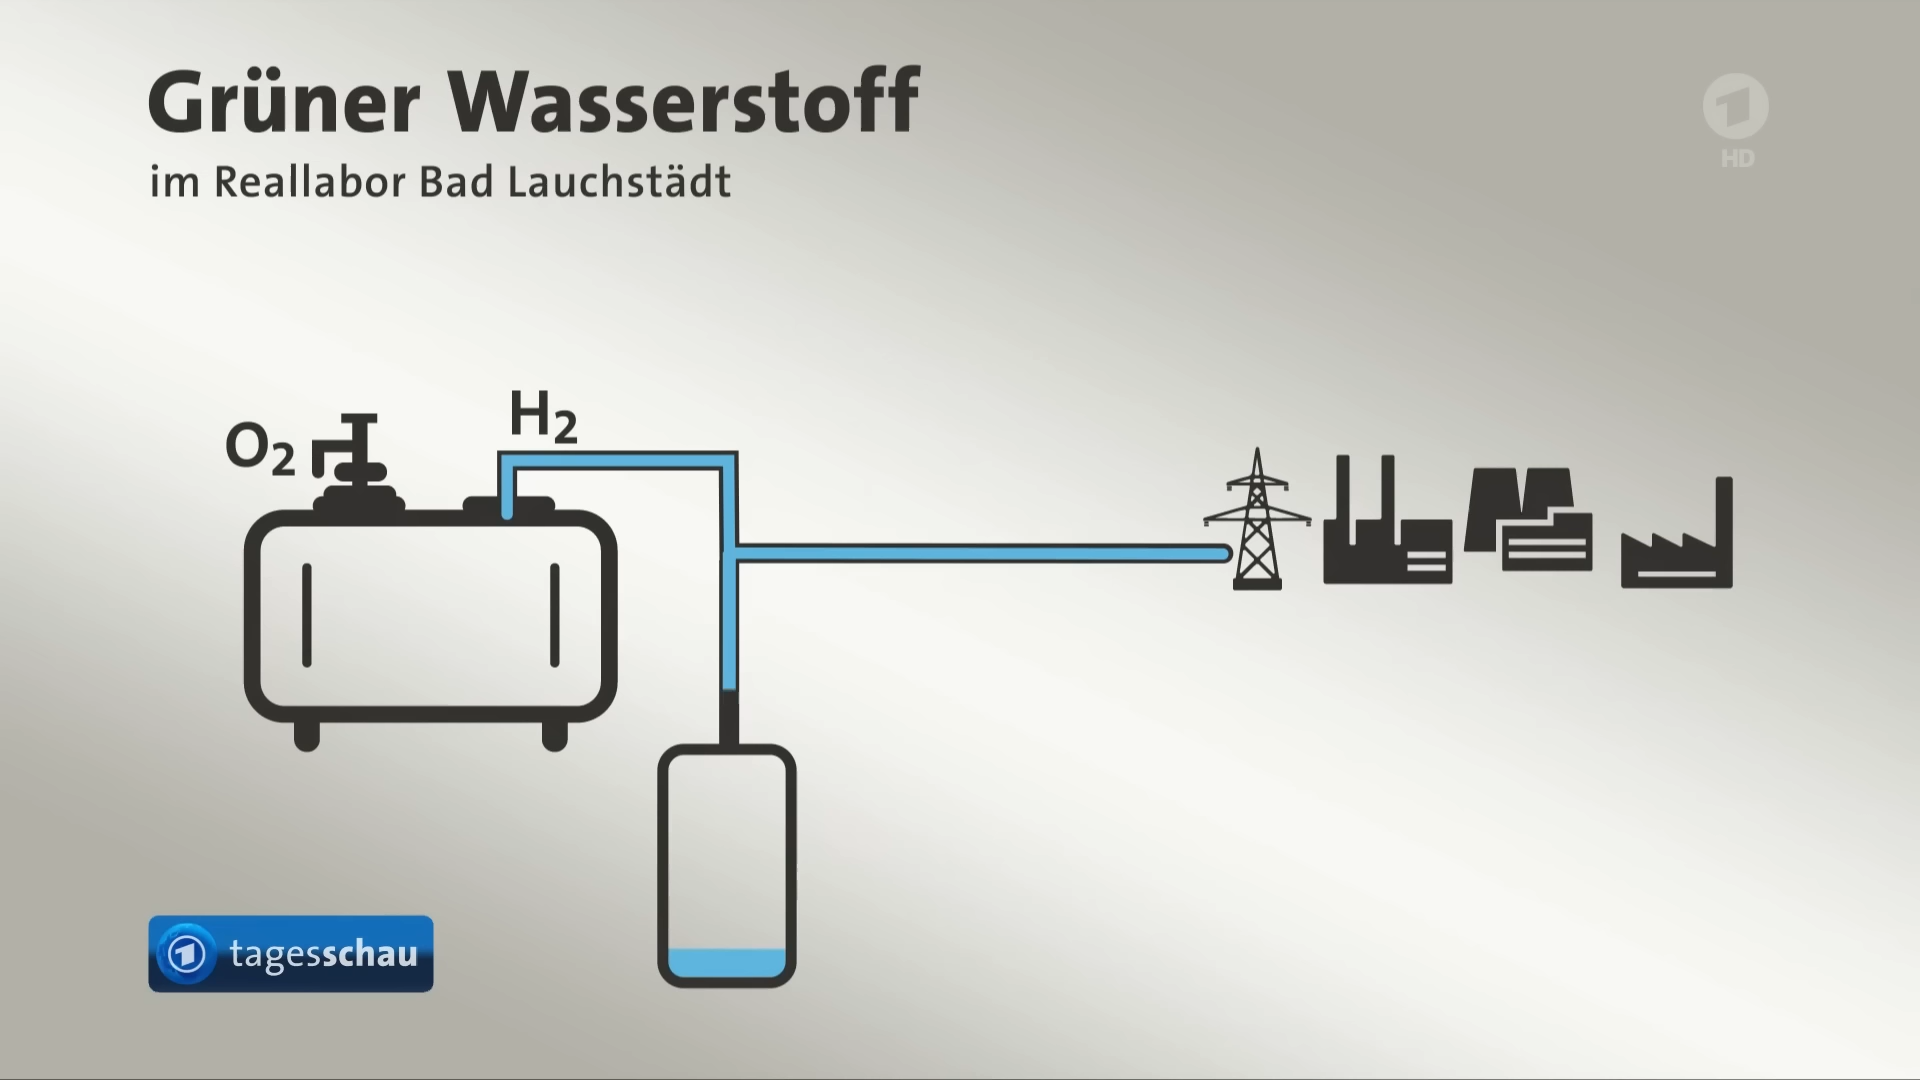 Grüner Wasserstoff
im Reallabor Bad Lauchstädt
HD
H2
O2
tagesschau